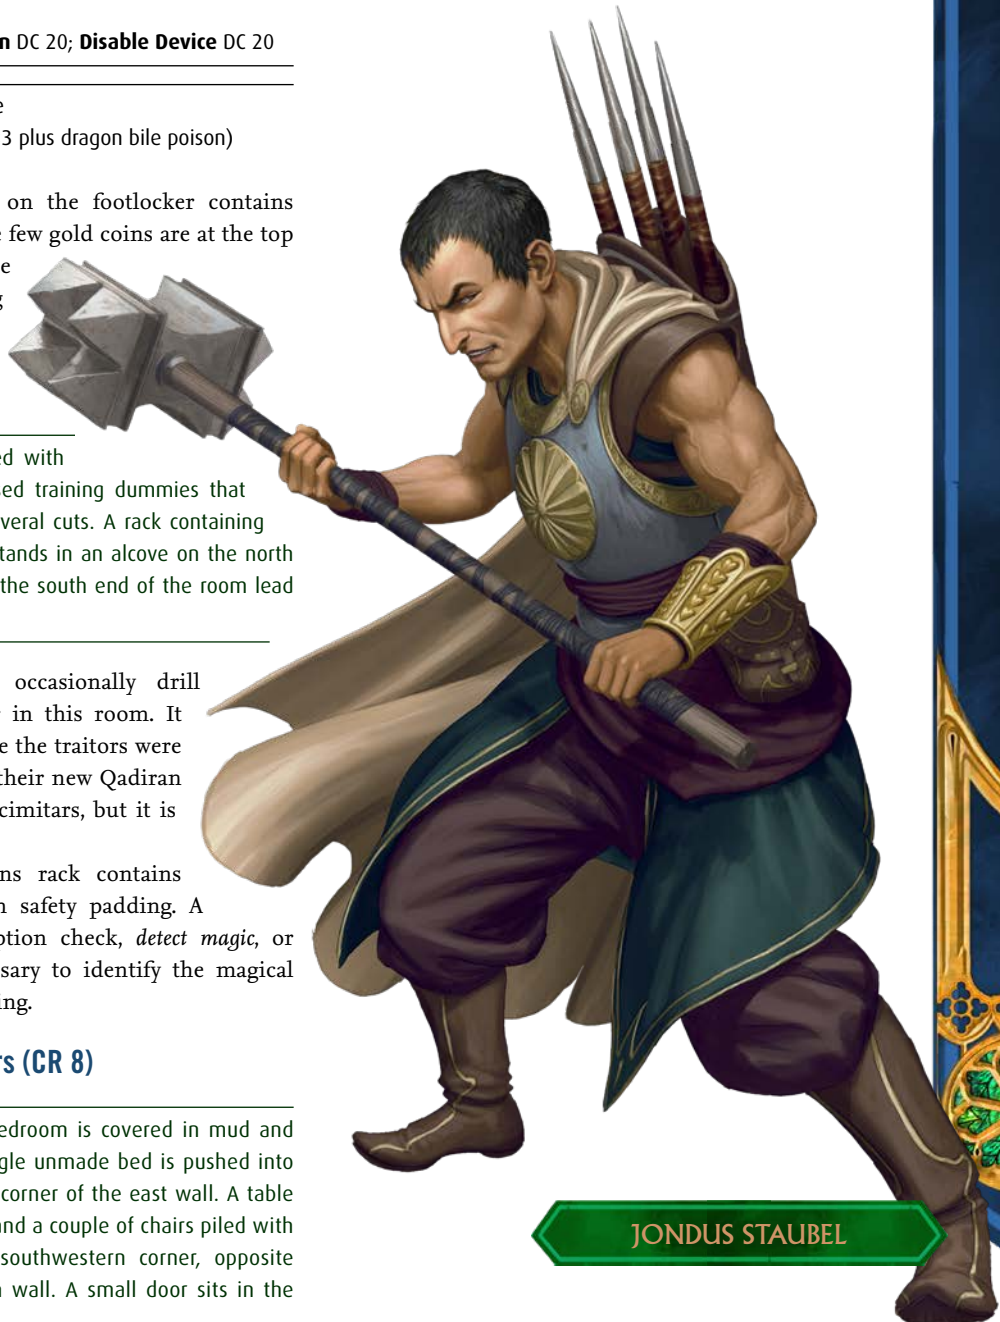 n DC 20; Disable Device DC 20
e
3 plus dragon bile poison)
on the footlocker contains
e few gold coins are at the top
e
g
ed with
sed training dummies that
veral cuts. A rack containing
tands in an alcove on the north
the south end of the room lead
occasionally drill
in this room. It
e the traitors were
their new Qadiran
cimitars, but it is
ns rack contains
n safety padding. A
ption check, detect magic, or
sary to identify the magical
ing.
rs (CR 8)
edroom is covered in mud and
gle unmade bed is pushed into
corner of the east wall. A table
and a couple of chairs piled with
southwestern corner, opposite
n wall. A small door sits in the
JONDUS STAUBEL